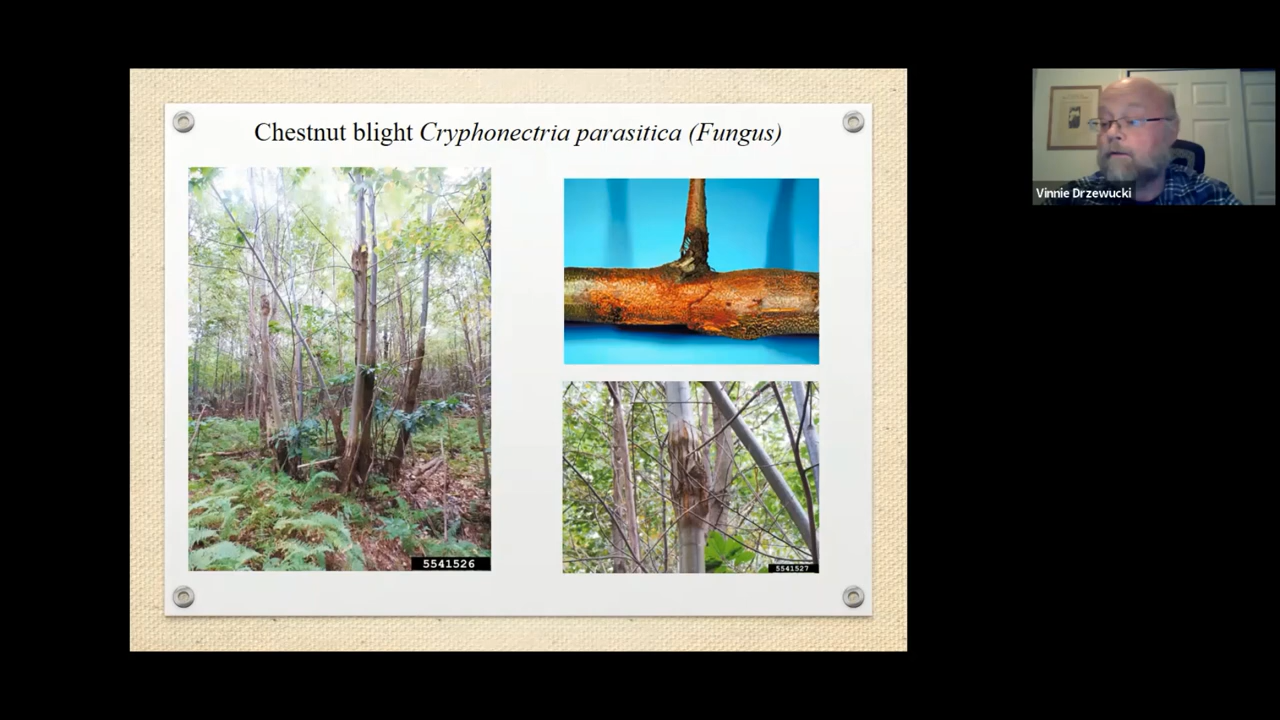 Chestnut blight Cryphonectria parasitica (Fungus)
5541526
5541527
Vinnie Drzewucki